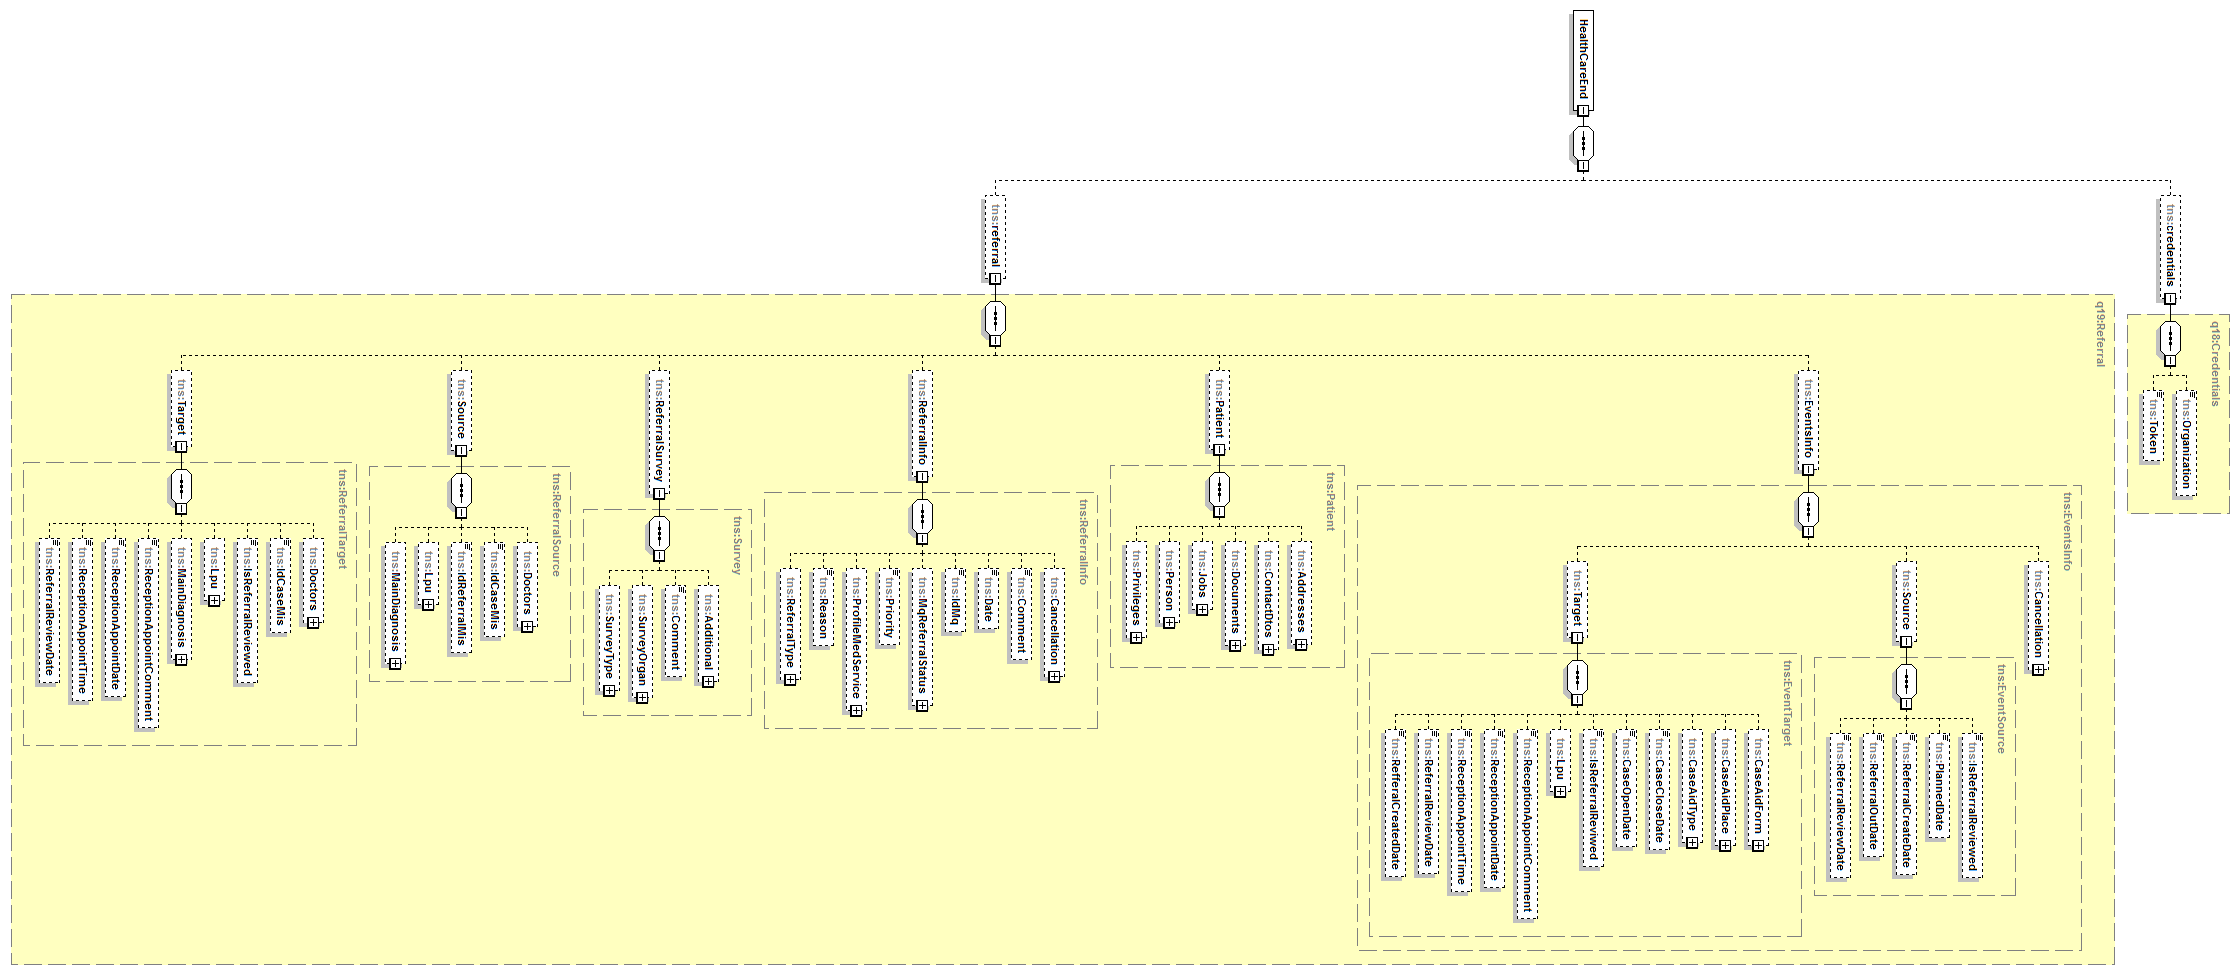 HealthCareEnd
tns:credentials
q18:Credentials
tns:Organization
tns:Token
tns:referral
q19:Referral
tns:EventsInfo
tns:EventsInfo
tns:Cancellation
tns:Source
tns:EventSource
tns:IsReferralReviewed
tns:PlannedDate
tns:ReferralCreateDate
tns:ReferralOutDate
tns:ReferralReviewDate
tns:Target
tns:EventTarget
tns:CaseAidForm
tns:CaseAidPlace
tns:CaseAidType
tns:CaseCloseDate
tns:CaseOpenDate
tns:IsReferralReviwed
tns:Lpu
tns:ReceptionAppointComment
tns:ReceptionAppointDate
tns:ReceptionAppointTime
tns:ReferralReviewDate
tns:RefferalCreatedDate
tns:Patient
tns:Patient
tns:Addresses
tns:ContactDtos
tns:Documents
tns:Jobs
tns:Person
tns:Privileges
tns:ReferralInfo
tns:ReferralInfo
tns:Cancellation
tns:Comment
tns:Date
tns:IdMq
tns:MqReferralStatus
tns:Priority
tns:ProfileMedService
tns:Reason
tns:ReferralType
tns:ReferralSurvey
tns:Survey
tns:Additional
tns:Comment
tns:SurveyOrgan
tns:SurveyType
tns:Source
tns:ReferralSource
tns:Doctors
tns:IdCaseMis
tns:IdReferralMis
tns:Lpu
tns:MainDiagnosis
tns:Target
tns:ReferralTarget
tns:Doctors
tns:IdCaseMis
tns:IsReferralReviewed
tns:Lpu
tns:MainDiagnosis
tns:ReceptionAppointComment
tns:ReceptionAppointDate
tns:ReceptionAppointTime
tns:ReferralReviewDate